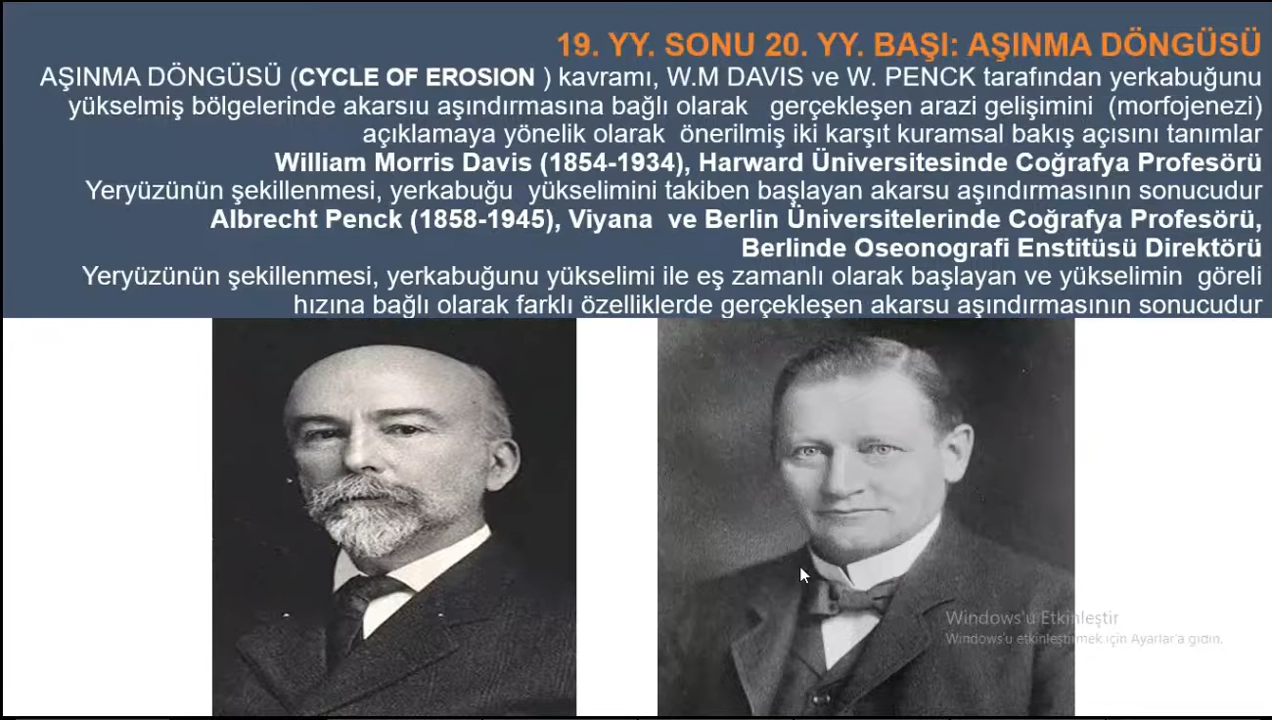 19. YY. SONU 20. YY. BAŞI: AŞINMA DÖNGÜSÜ
AŞINMA DÖNGÜSÜ (CYCLE OF EROSION ) kavramı, W.M DAVIS ve W. PENCK tarafından yerkabuğunu
yükselmiş bölgelerinde akarsıu aşındırmasına bağlı olarak gerçekleşen arazi gelişimini (morfojenezi)
açıklamaya yönelik olarak önerilmiş iki karşıt kuramsal bakış açısını tanımlar
William Morris Davis (1854-1934), Harward Üniversitesinde Coğrafya Profesörü
Yeryüzünün şekillenmesi, yerkabuğu yükselimini takiben başlayan akarsu aşındırmasının sonucudur
Albrecht Penck (1858-1945), Viyana ve Berlin Üniversitelerinde Coğrafya Profesörü,
Berlinde Oseonografi Enstitüsü Direktörü
Yeryüzünün şekillenmesi, yerkabuğunu yükselimi ile eş zamanlı olarak başlayan ve yükselimin göreli
hızına bağlı olarak farklı özelliklerde gerçekleşen akarsu aşındırmasının sonucudur
Windows'u Etkinleştir
Windows'u etkinleştirmek için Ayarlar'a gidin.